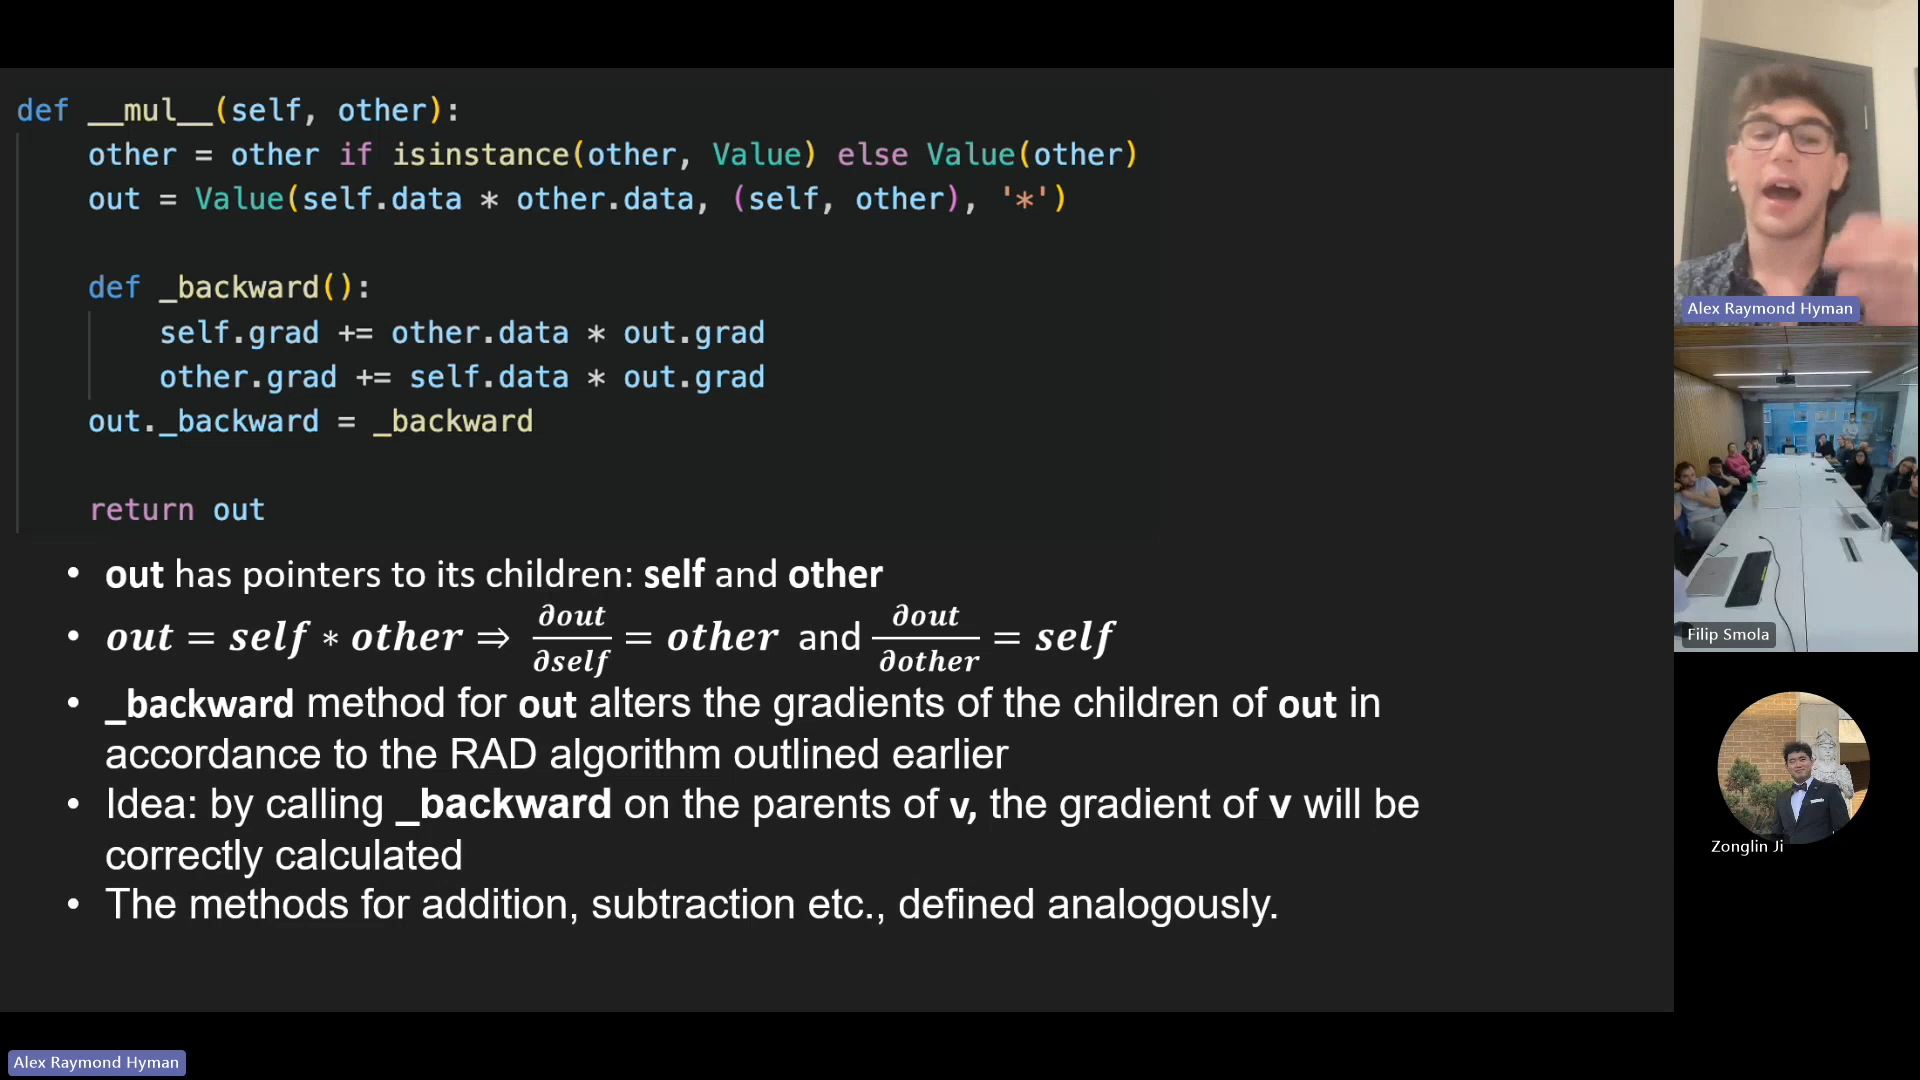 def __mul__(self, other):
other = other if isinstance(other, Value) else Value(other)
out = Value(self.data * other.data, (self, other), '*')
def _backward():
self.grad += other.data * out.grad
other.grad += self.data * out.grad
out._backward = _backward
return out
• out has pointers to its children: self and other
• out = self * other ⇒ ∂out/∂self = other and ∂out/∂other = self
• _backward method for out alters the gradients of the children of out in
accordance to the RAD algorithm outlined earlier
• Idea: by calling _backward on the parents of v, the gradient of v will be
correctly calculated
• The methods for addition, subtraction etc., defined analogously.
Alex Raymond Hyman
Filip Smola
Zonglin Ji
Alex Raymond Hyman